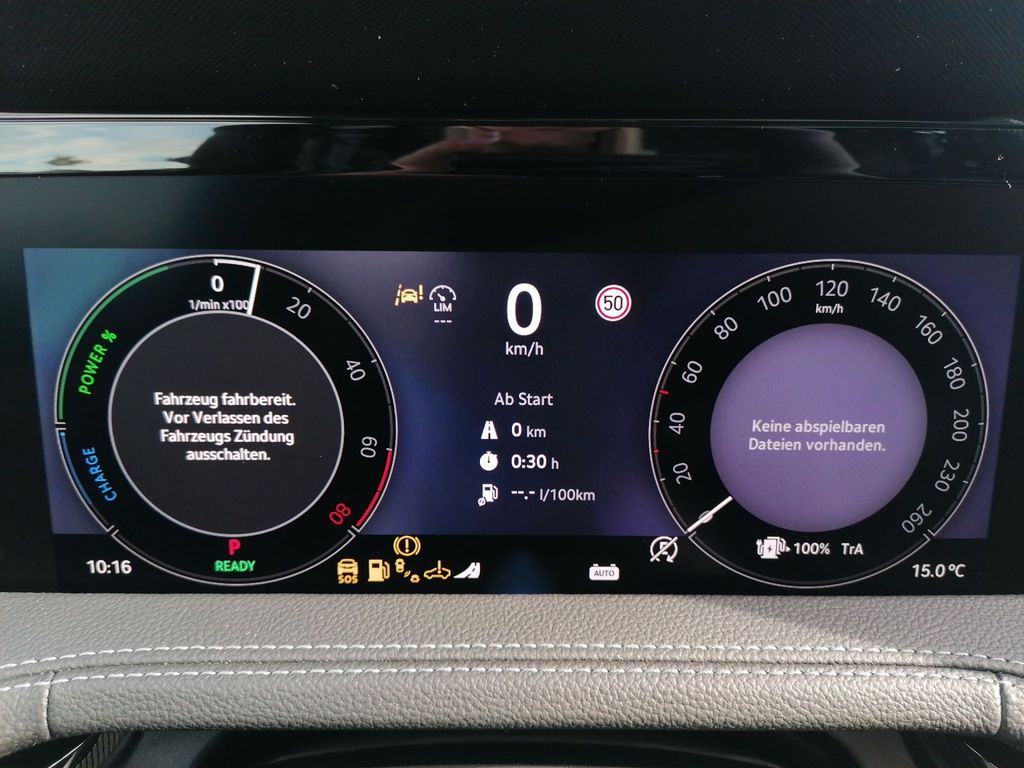 0
1/min x100
20
40
60
80
POWER %
CHARGE
Fahrzeug fahrbereit.
Vor Verlassen des
Fahrzeugs Zündung
ausschalten.
P
READY
10:16
LIM
---
0
km/h
50
Ab Start
0 km
0:30 h
--.- l/100km
SOS
AUTO
20
40
60
80
100
120
km/h
140
160
180
200
230
260
Keine abspielbaren
Dateien vorhanden.
100% TrA
15.0 °C